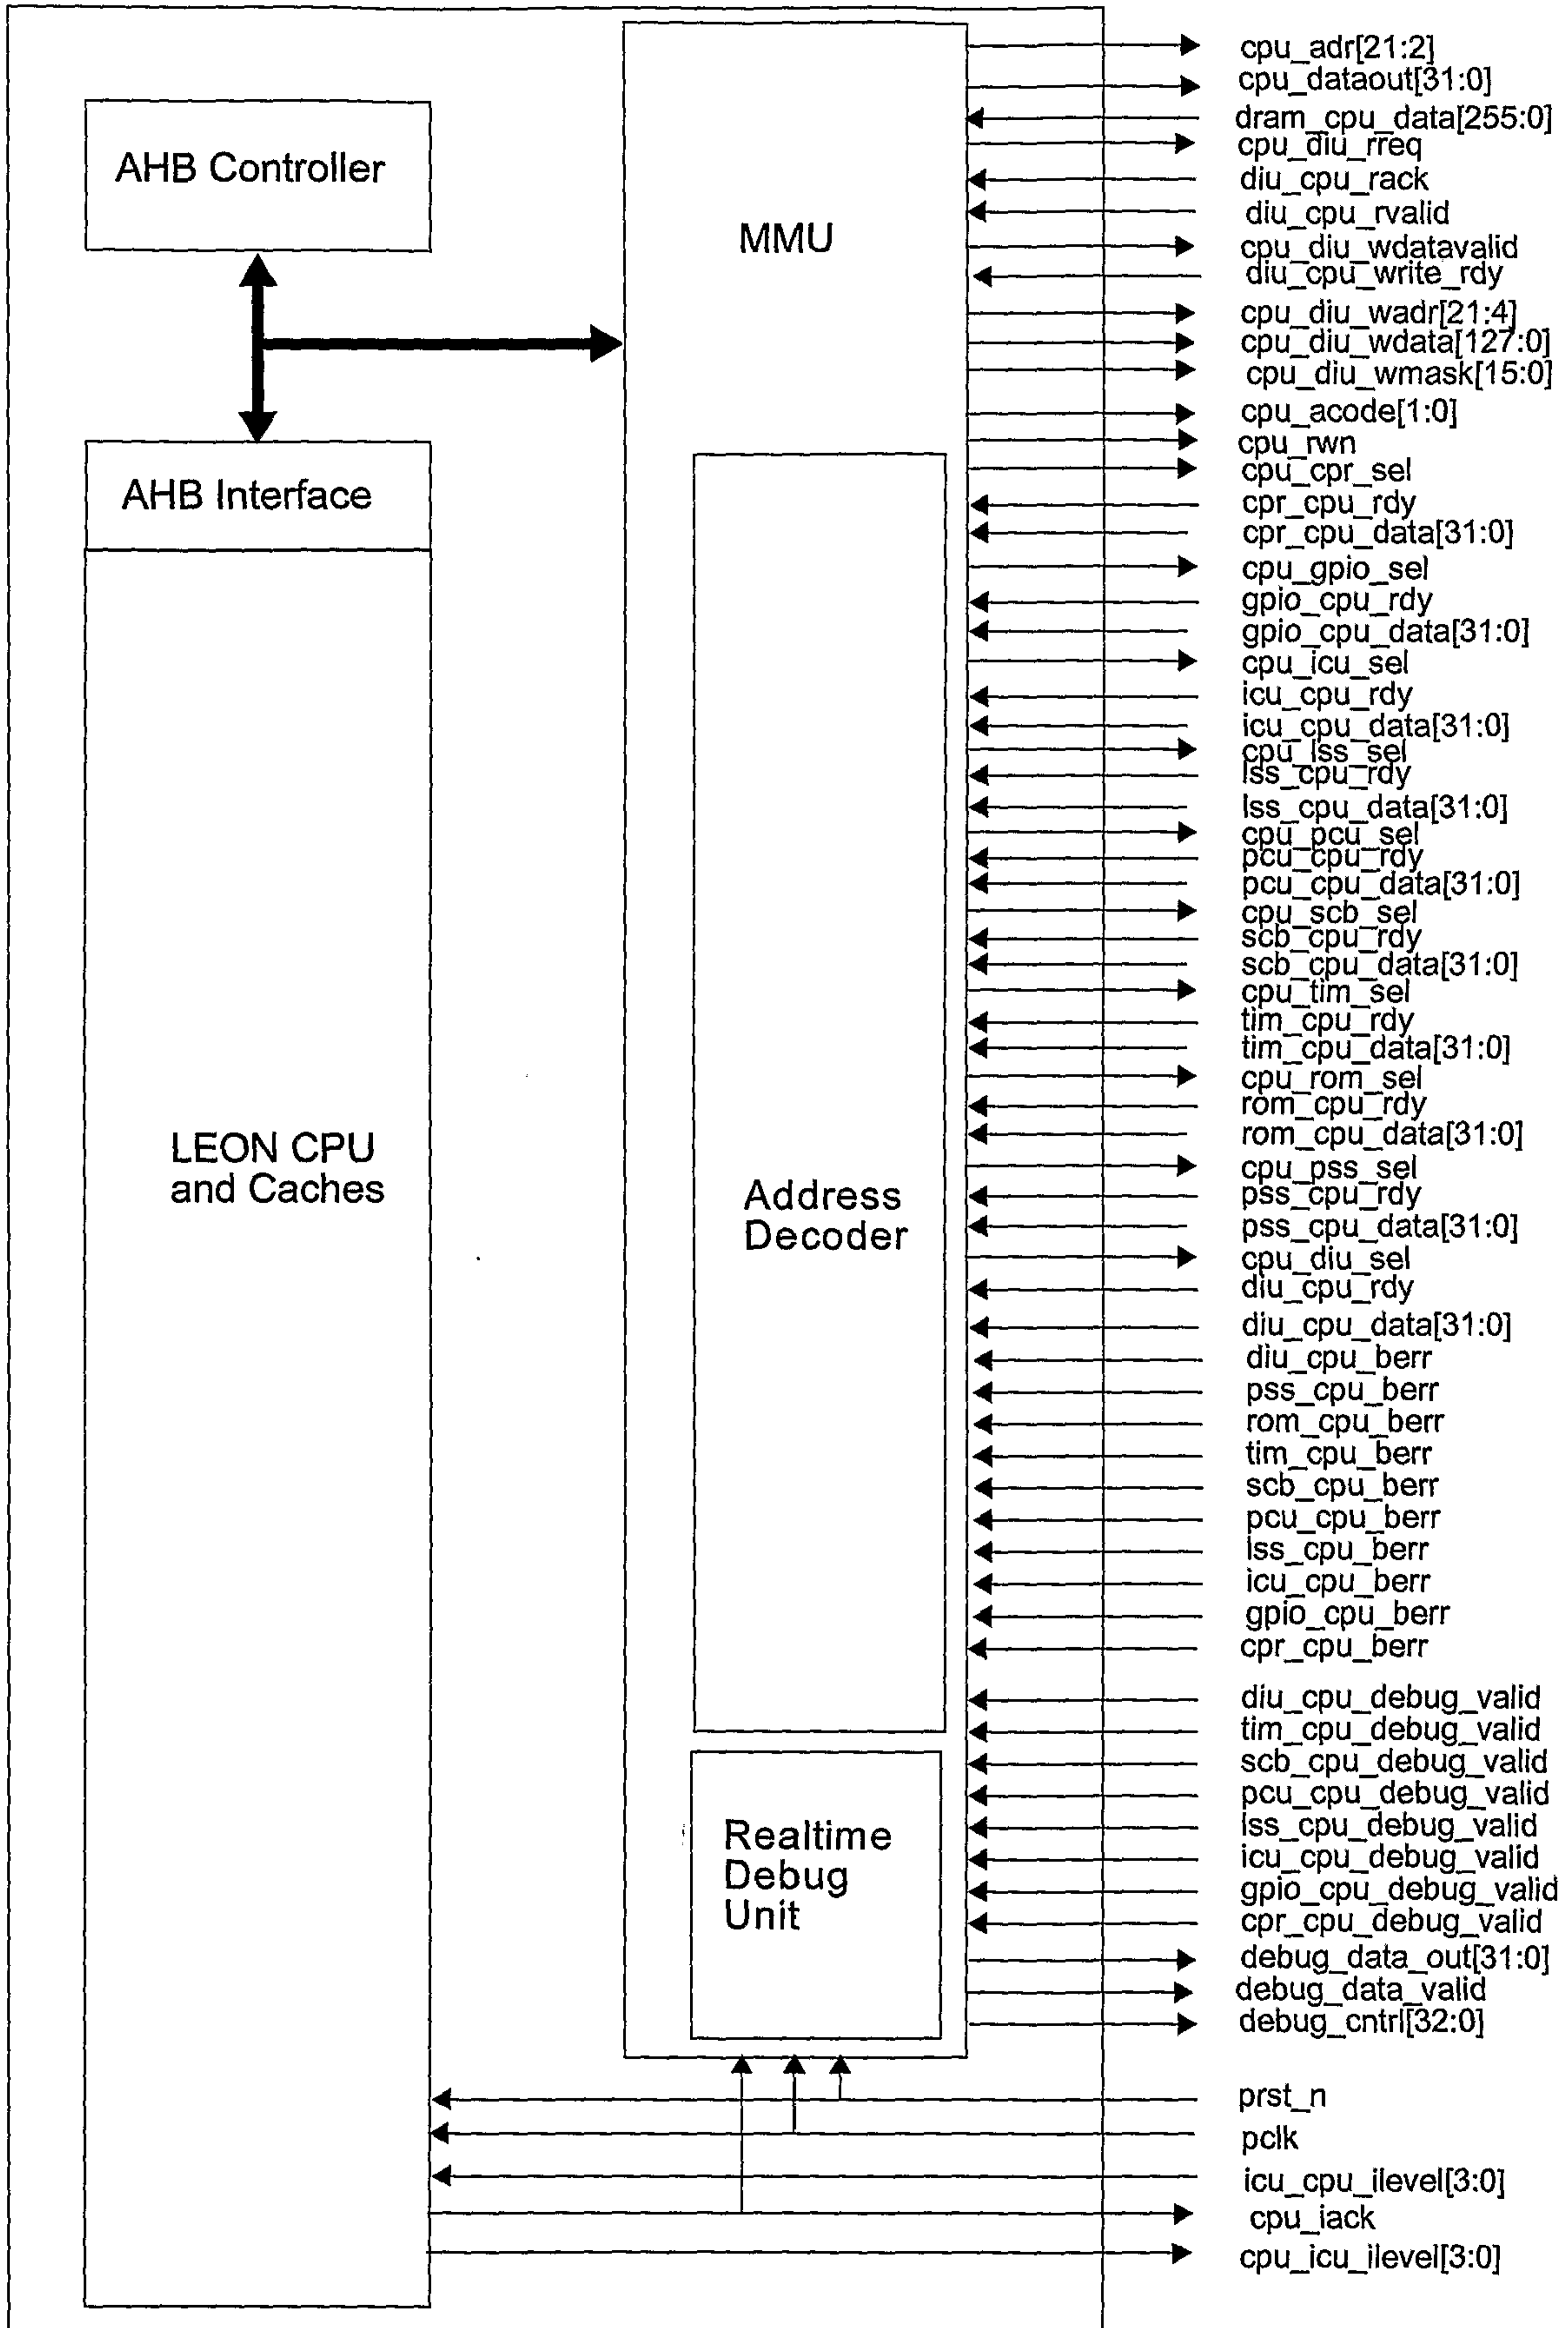 AHB Controller
AHB Interface
LEON CPU
and Caches
MMU
Address
Decoder
Realtime
Debug
Unit
cpu_adr[21:2]
cpu_dataout[31:0]
dram_cpu_data[255:0]
cpu_diu_rreq
diu_cpu_rack
diu_cpu_rvalid
cpu_diu_wdatavalid
diu_cpu_write_rdy
cpu_diu_wadr[21:4]
cpu_diu_wdata[127:0]
cpu_diu_wmask[15:0]
cpu_acode[1:0]
cpu_rwn
cpu_cpr_sel
cpr_cpu_rdy
cpr_cpu_data[31:0]
cpu_gpio_sel
gpio_cpu_rdy
gpio_cpu_data[31:0]
cpu_icu_sel
icu_cpu_rdy
icu_cpu_data[31:0]
cpu_lss_sel
lss_cpu_rdy
lss_cpu_data[31:0]
cpu_pcu_sel
pcu_cpu_rdy
pcu_cpu_data[31:0]
cpu_scb_sel
scb_cpu_rdy
scb_cpu_data[31:0]
cpu_tim_sel
tim_cpu_rdy
tim_cpu_data[31:0]
cpu_rom_sel
rom_cpu_rdy
rom_cpu_data[31:0]
cpu_pss_sel
pss_cpu_rdy
pss_cpu_data[31:0]
cpu_diu_sel
diu_cpu_rdy
diu_cpu_data[31:0]
diu_cpu_berr
pss_cpu_berr
rom_cpu_berr
tim_cpu_berr
scb_cpu_berr
pcu_cpu_berr
lss_cpu_berr
icu_cpu_berr
gpio_cpu_berr
cpr_cpu_berr
diu_cpu_debug_valid
tim_cpu_debug_valid
scb_cpu_debug_valid
pcu_cpu_debug_valid
lss_cpu_debug_valid
icu_cpu_debug_valid
gpio_cpu_debug_valid
cpr_cpu_debug_valid
debug_data_out[31:0]
debug_data_valid
debug_cntrl[32:0]
prst_n
pclk
icu_cpu_ilevel[3:0]
cpu_iack
cpu_icu_ilevel[3:0]